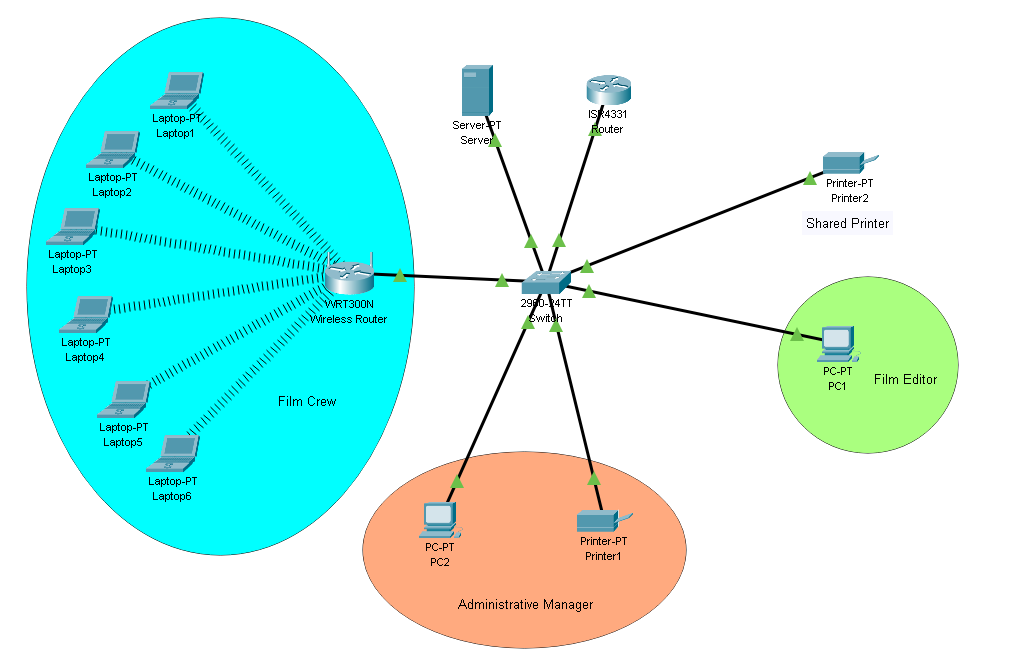 Laptop-PT
Laptop1
Laptop-PT
Laptop2
Laptop-PT
Laptop3
Laptop-PT
Laptop4
Laptop-PT
Laptop5
Laptop-PT
Laptop6
Film Crew
WRT300N
Wireless Router
Server-PT
Server
ISR4331
Router
2960-24TT
Switch
Printer-PT
Printer2
Shared Printer
PC-PT
PC1
Film Editor
PC-PT
PC2
Printer-PT
Printer1
Administrative Manager